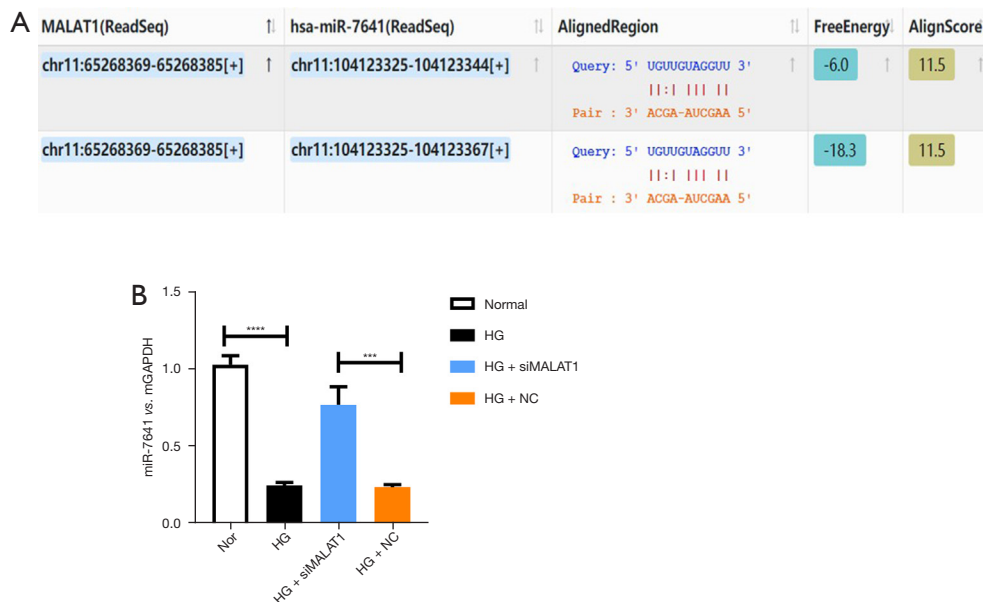 A
MALAT1(ReadSeq) hsa-miR-7641(ReadSeq) AlignedRegion FreeEnergy AlignScore
chr11:65268369-65268385[+] chr11:104123325-104123344[+] Query: 5' UGUUGUAGGUU 3' -6.0 11.5
||:| ||| ||
Pair : 3' ACGA-AUCGAA 5'
chr11:65268369-65268385[+] chr11:104123325-104123367[+] Query: 5' UGUUGUAGGUU 3' -18.3 11.5
||:| ||| ||
Pair : 3' ACGA-AUCGAA 5'
B
miR-7641 vs. mGAPDH
1.5
1.0
0.5
0.0
****
***
Nor
HG
HG + siMALAT1
HG + NC
Normal
HG
HG + siMALAT1
HG + NC